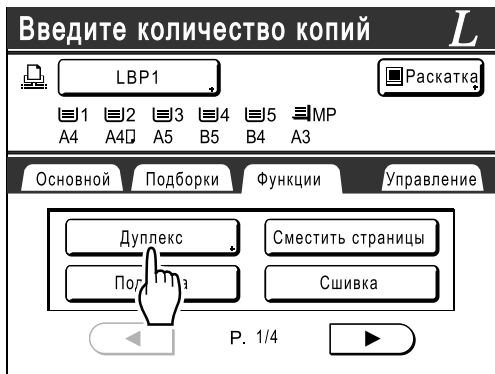 Введите количество копий L
LBP1 Раскатка
1 2 3 4 5 MP
A4 A4 A5 B5 B4 A3
Основной Подборки Функции Управление
Дуплекс Сместить страницы
Сшивка
P. 1/4